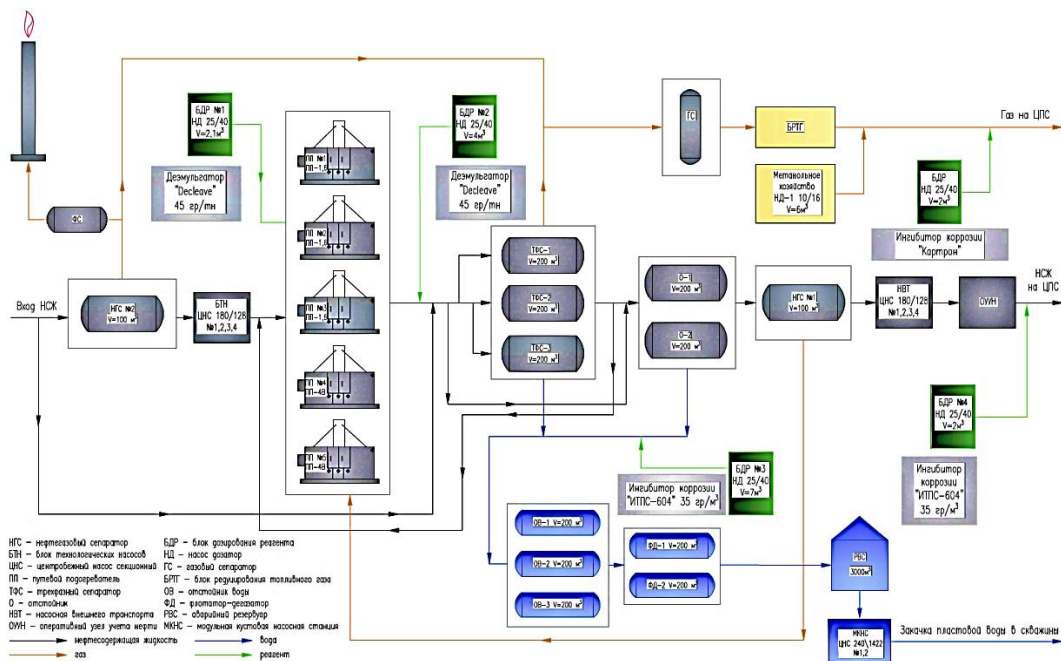 БДР №1
НД 25/40
V=2,1м³
Деэмульгатор
"Decleave"
45 гр/тн
ПП №1
ПП-1,6
ПП №2
ПП-1,6
ПП №3
ПП-1,6
ПП №4
ПП-4В
ПП №5
ПП-4В
БДР №2
НД 25/40
V=4м³
Деэмульгатор
"Decleave"
45 гр/тн
ГС
БРТГ
Метанольное
хозяйство
НД-1 10/16
V=6м³
Газ на ЦПС
БДР
НД 25/40
V=2м³
Ингибитор коррозии
"Картрон"
ФС
Вход НСЖ
НГС №2
V=100 м³
БТН
ЦНС 180/128
№1,2,3,4
ТФС-1
V=200 м³
ТФС-2
V=200 м³
ТФС-3
V=200 м³
О-1
V=200 м³
О-2
V=200 м³
НГС №1
V=100 м³
НВТ
ЦНС 180/128
№1,2,3,4
ОУУН
НСЖ
на ЦПС
БДР №4
НД 25/40
V=2м³
Ингибитор
коррозии
"ИТПС-604"
35 гр/м³
Ингибитор коррозии
"ИТПС-604" 35 гр/м³
БДР №3
НД 25/40
V=7м³
ОВ-1 V=200 м³
ОВ-2 V=200 м³
ОВ-3 V=200 м³
ФД-1 V=200 м³
ФД-2 V=200 м³
РВС
3000м³
МКНС
ЦНС 240\1422
№1,2
Закачка пластовой воды в скважины
НГС – нефтегазовый сепаратор
БТН – блок технологических насосов
ЦНС – центробежный насос секционный
ПП – путевой подогреватель
ТФС – трехфазный сепаратор
О – отстойник
НВТ – насосная внешнего транспорта
ОУУН – оперативный узел учета нефти
нефтесодержащая жидкость
газ
БДР – блок дозирования реагента
НД – насос дозатор
ГС – газовый сепаратор
БРТГ – блок редуцирования топливного газа
ОВ – отстойник воды
ФД – флотатор-дегазатор
РВС – аварийный резервуар
МКНС – модульная кустовая насосная станция
вода
реагент